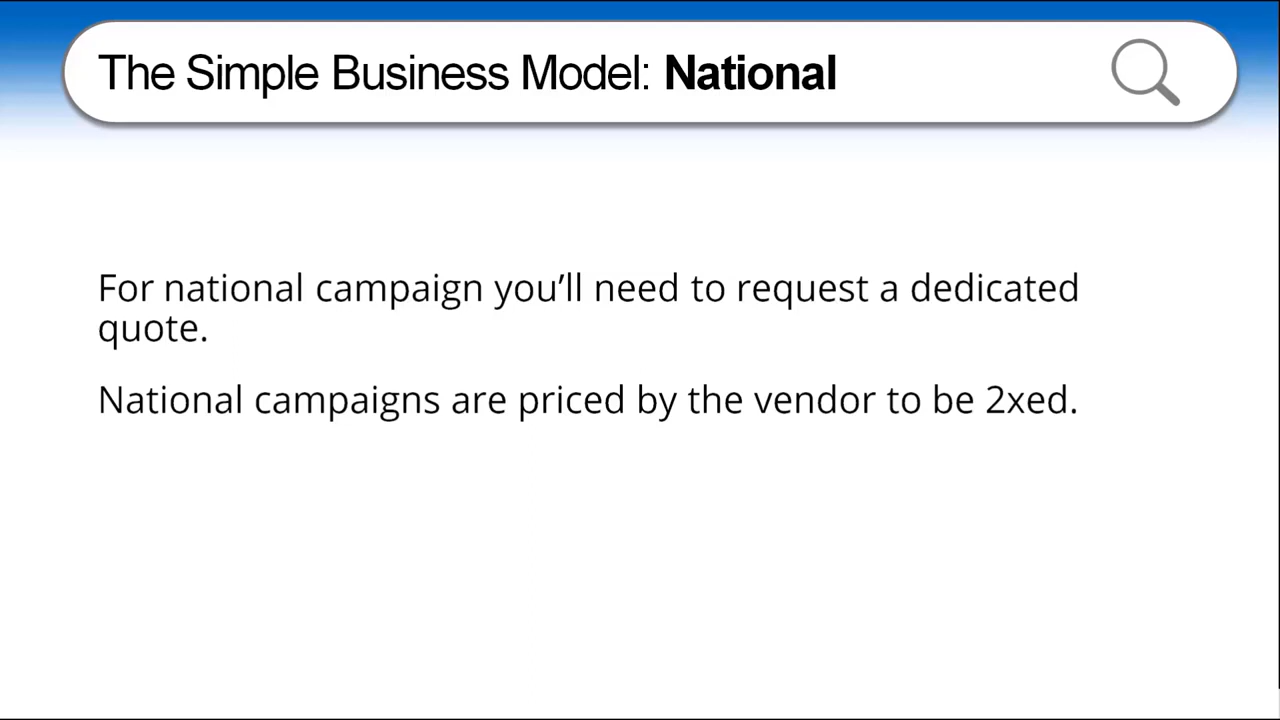 The Simple Business Model: National
For national campaign you’ll need to request a dedicated
quote.
National campaigns are priced by the vendor to be 2xed.